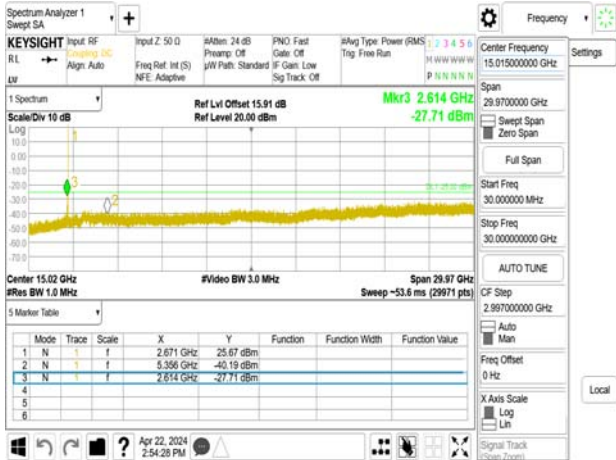 Spectrum Analyzer 1
Swept SA
Frequency
KEYSIGHT
Input: RF
Coupling: DC
Align: Auto
Input Z: 50 Ω
Freq Ref: Int (S)
NFE: Adaptive
#Atten: 24 dB
Preamp: Off
µW Path: Standard
PNO: Fast
Gate: Off
IF Gain: Low
Sig Track: Off
#Avg Type: Power (RMS
Trig: Free Run
1 2 3 4 5 6
M W W W W W
P N N N N N
RL
1 Spectrum
Scale/Div 10 dB
Ref Lvl Offset 15.91 dB
Ref Level 20.00 dBm
Mkr3 2.614 GHz
-27.71 dBm
Log
10.0
0.00
-10.0
-20.0
-30.0
-40.0
-50.0
-60.0
-70.0
1
2
3
Center 15.02 GHz
#Res BW 1.0 MHz
#Video BW 3.0 MHz
Span 29.97 GHz
Sweep ~53.6 ms (29971 pts)
5 Marker Table
Mode Trace Scale X Y Function Function Width Function Value
1 N 1 f 2.671 GHz 25.67 dBm
2 N 1 f 5.356 GHz -40.19 dBm
3 N 1 f 2.614 GHz -27.71 dBm
4
5
6
Apr 22, 2024
2:54:28 PM
Center Frequency
15.015000000 GHz
Settings
Span
29.9700000 GHz
Swept Span
Zero Span
Full Span
Start Freq
30.000000 MHz
Stop Freq
30.000000000 GHz
AUTO TUNE
CF Step
2.997000000 GHz
Auto
Man
Freq Offset
0 Hz
X Axis Scale
Log
Lin
Local
Signal Track
(Span Zoom)